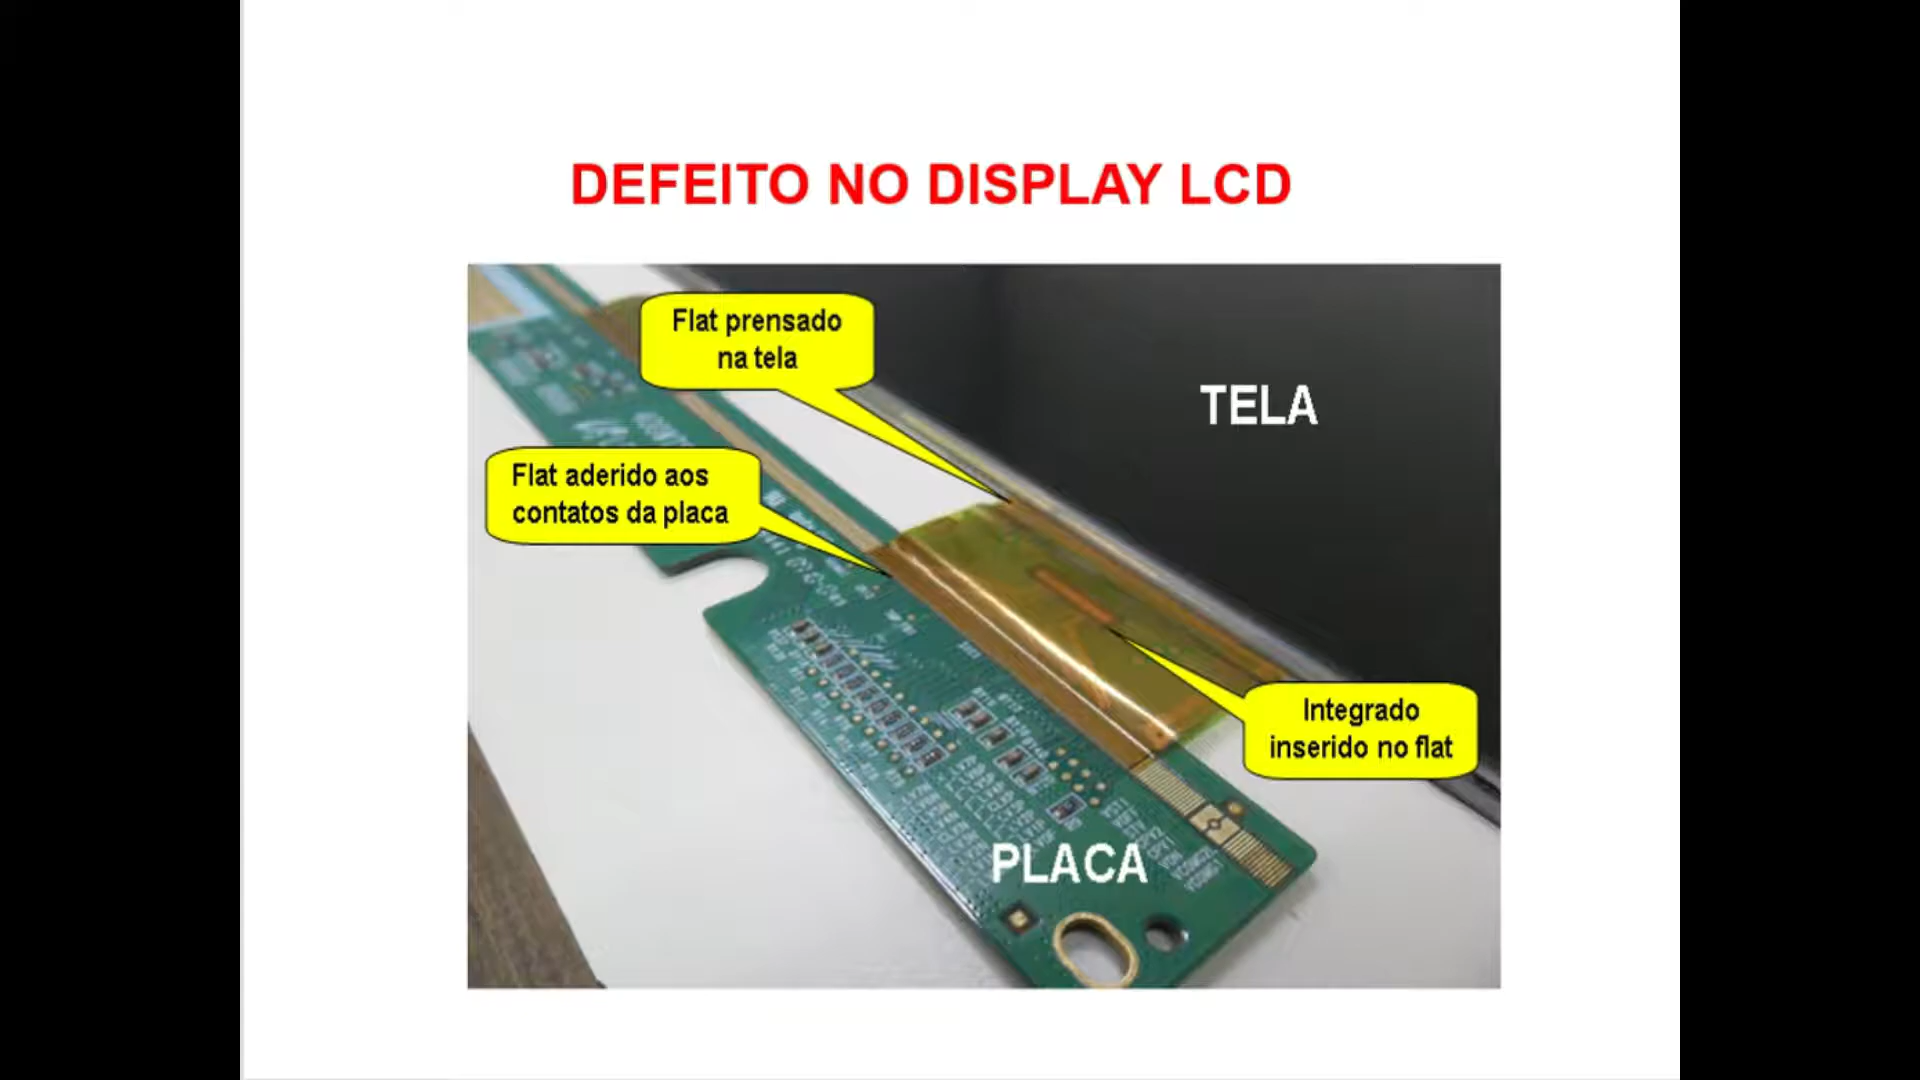 DEFEITO NO DISPLAY LCD
Flat prensado
na tela
TELA
Flat aderido aos
contatos da placa
Integrado
inserido no flat
PLACA